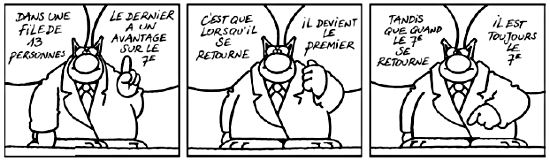 DANS UNE
FILE DE
13
PERSONNES
LE DERNIER
A UN
AVANTAGE
SUR LE
7E
C'EST QUE
LORSQU'IL
SE
RETOURNE
IL DEVIENT
LE
PREMIER
TANDIS
QUE QUAND
LE 7E
SE
RETOURNE
IL EST
TOUJOURS
LE
7E